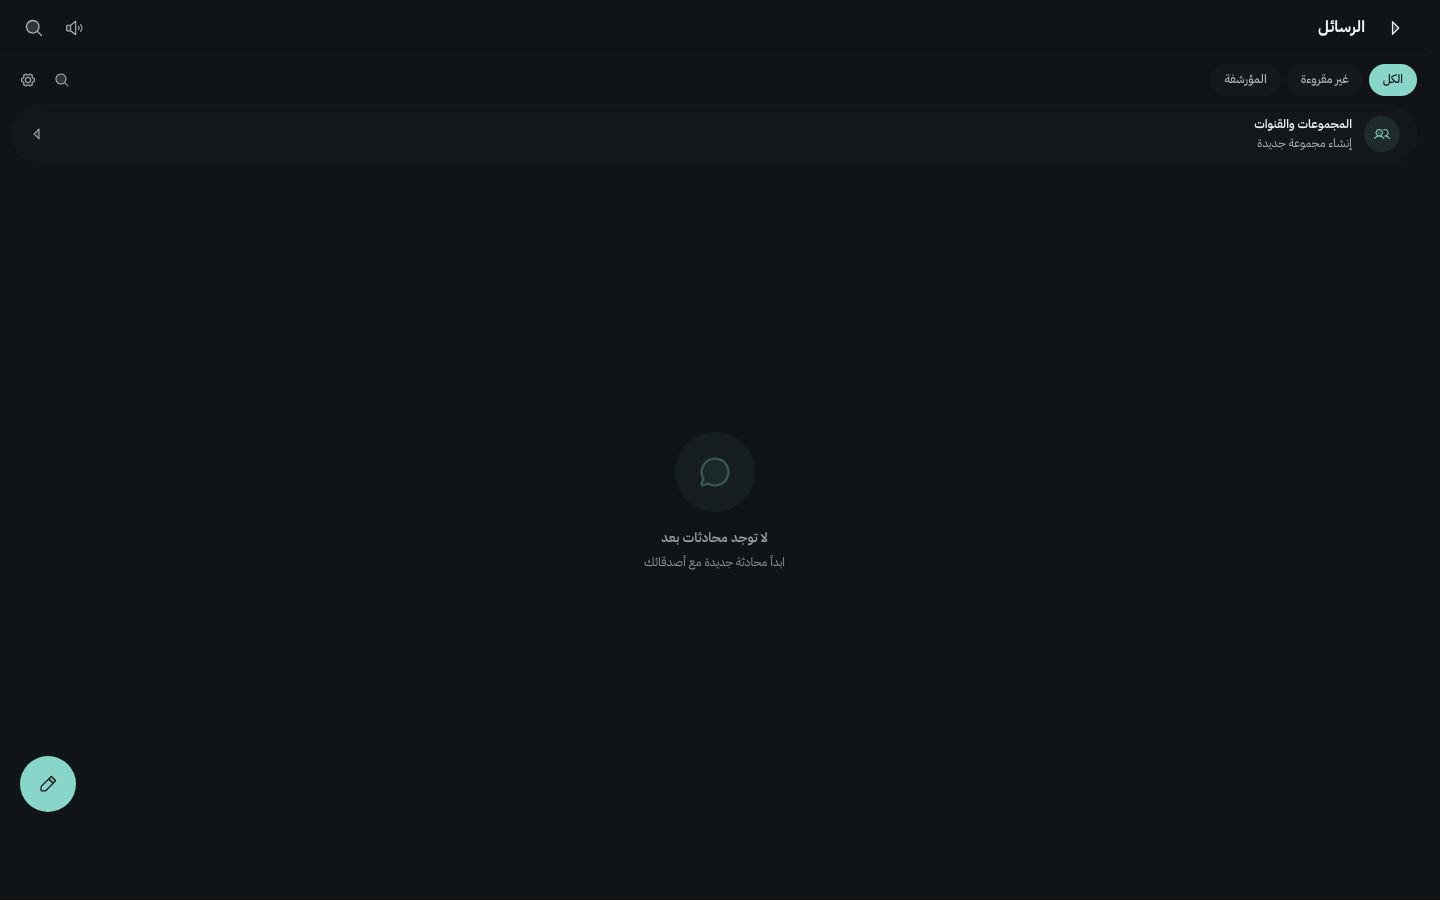 الرسائل
الكل
غير مقروءة
المؤرشفة
المجموعات والقنوات
إنشاء مجموعة جديدة
لا توجد محادثات بعد
ابدأ محادثة جديدة مع أصدقائك